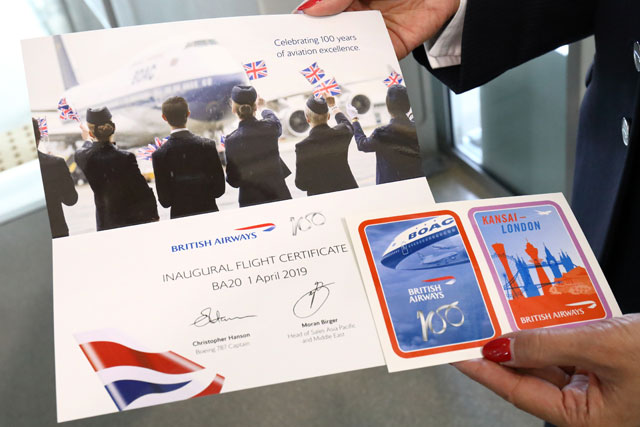 Celebrating 100 years
of aviation excellence.
BOAC
BRITISH AIRWAYS
100
INAUGURAL FLIGHT CERTIFICATE
BA20 1 April 2019
Christopher Hanson
Boeing 787 Captain
Moran Birger
Head of Sales Asia Pacific
and Middle East
BOAC
BRITISH
AIRWAYS
100
KANSAI—
LONDON
BRITISH AIRWAYS